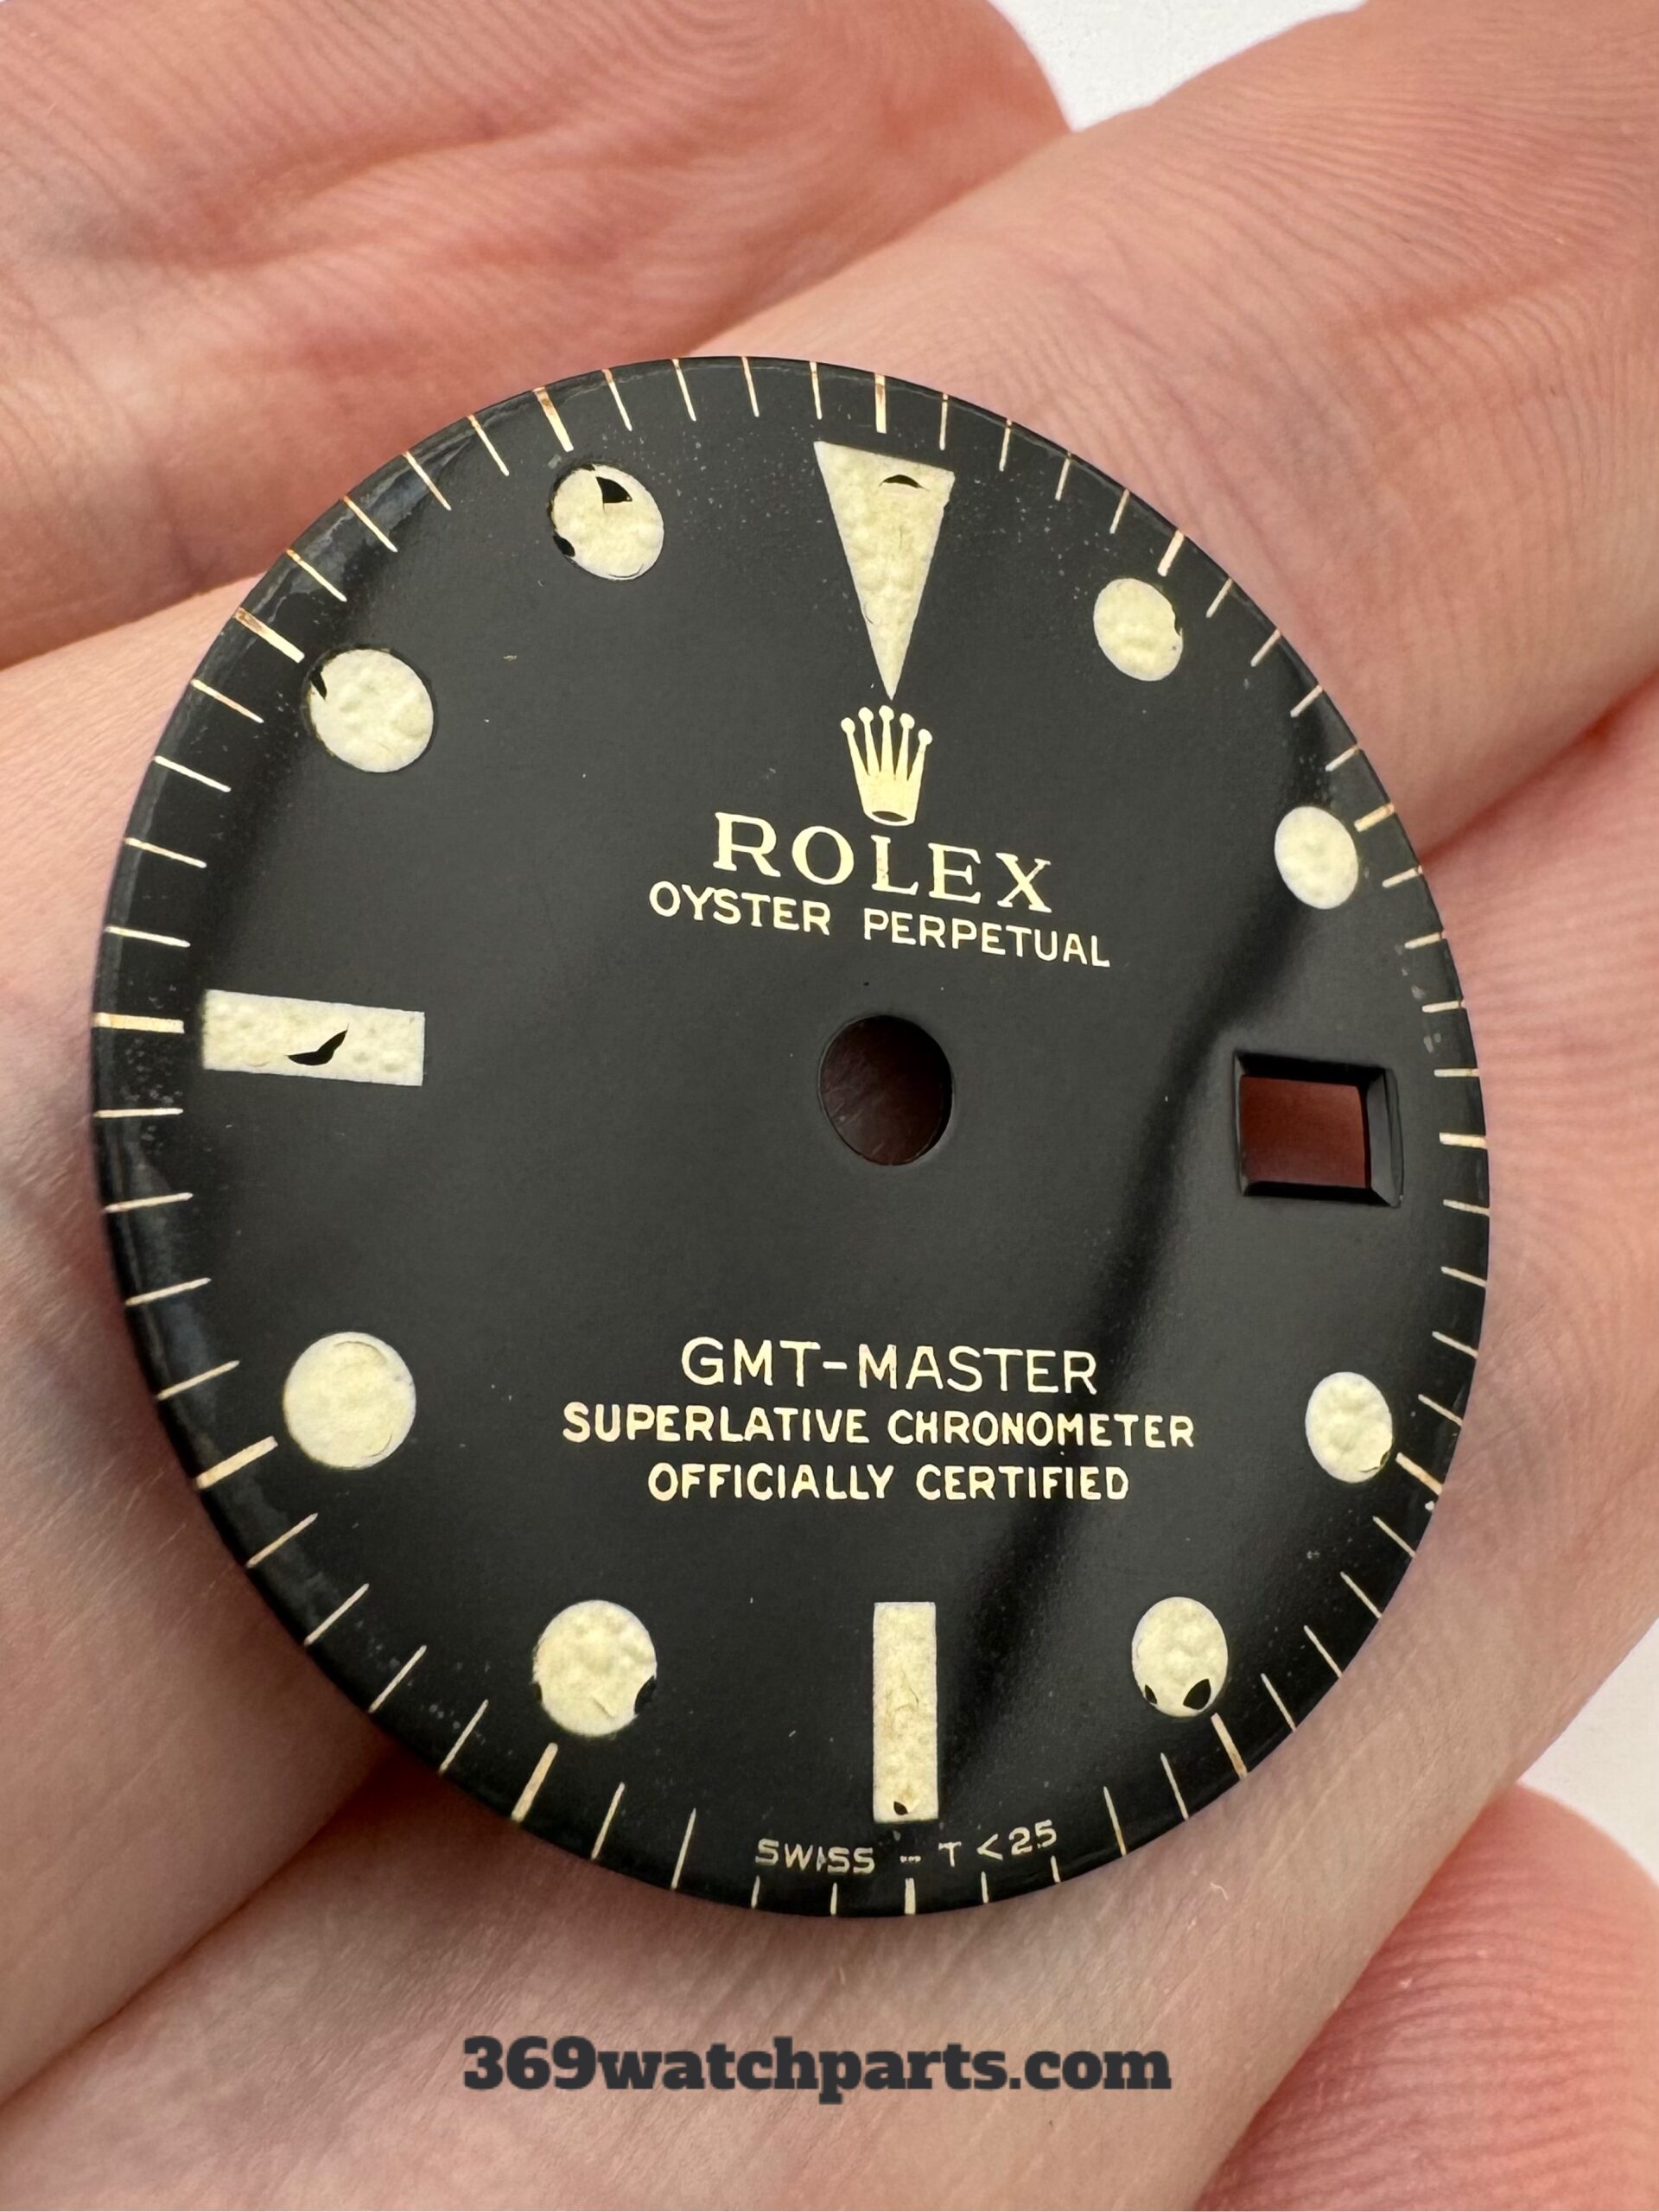 ROLEX
OYSTER PERPETUAL
GMT-MASTER
SUPERLATIVE CHRONOMETER
OFFICIALLY CERTIFIED
SWISS - T<25
369watchparts.com